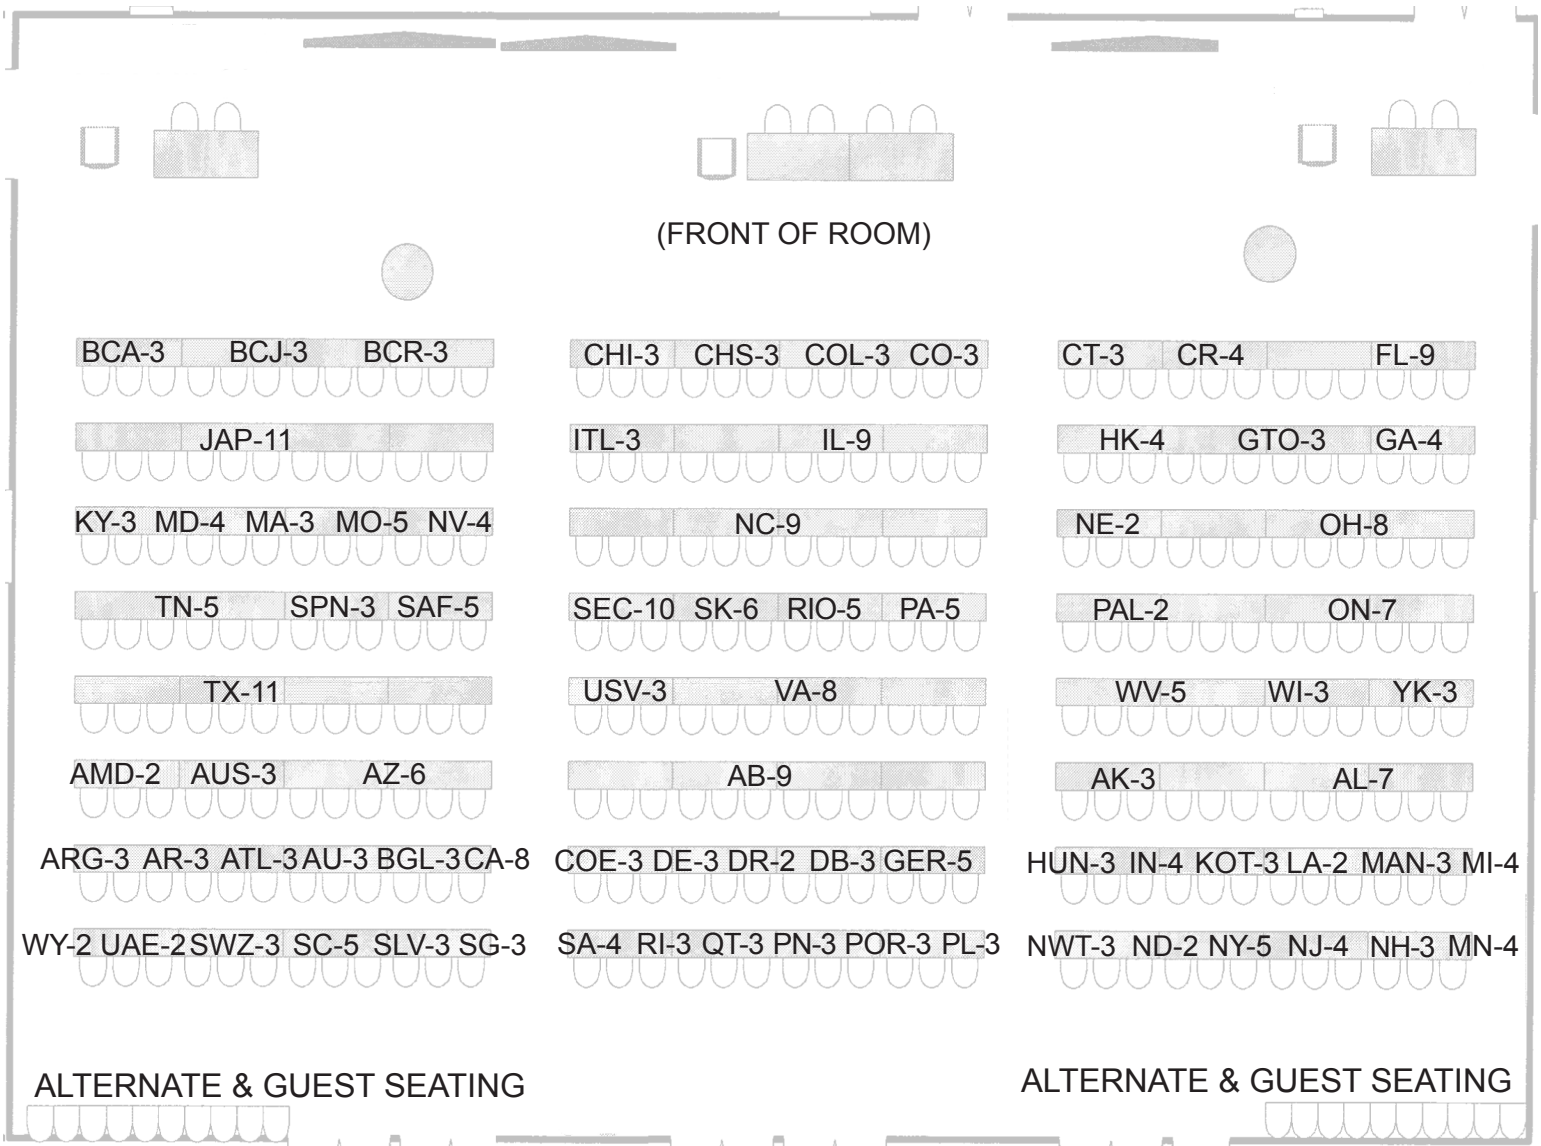 (FRONT OF ROOM)
BCA-3 BCJ-3 BCR-3 CHI-3 CHS-3 COL-3 CO-3 CT-3 CR-4 FL-9
JAP-11 ITL-3 IL-9 HK-4 GTO-3 GA-4
KY-3 MD-4 MA-3 MO-5 NV-4 NC-9 NE-2 OH-8
TN-5 SPN-3 SAF-5 SEC-10 SK-6 RIO-5 PA-5 PAL-2 ON-7
TX-11 USV-3 VA-8 WV-5 WI-3 YK-3
AMD-2 AUS-3 AZ-6 AB-9 AK-3 AL-7
ARG-3 AR-3 ATL-3 AU-3 BGL-3 CA-8 COE-3 DE-3 DR-2 DB-3 GER-5 HUN-3 IN-4 KOT-3 LA-2 MAN-3 MI-4
WY-2 UAE-2 SWZ-3 SC-5 SLV-3 SG-3 SA-4 RI-3 QT-3 PN-3 POR-3 PL-3 NWT-3 ND-2 NY-5 NJ-4 NH-3 MN-4
ALTERNATE & GUEST SEATING ALTERNATE & GUEST SEATING